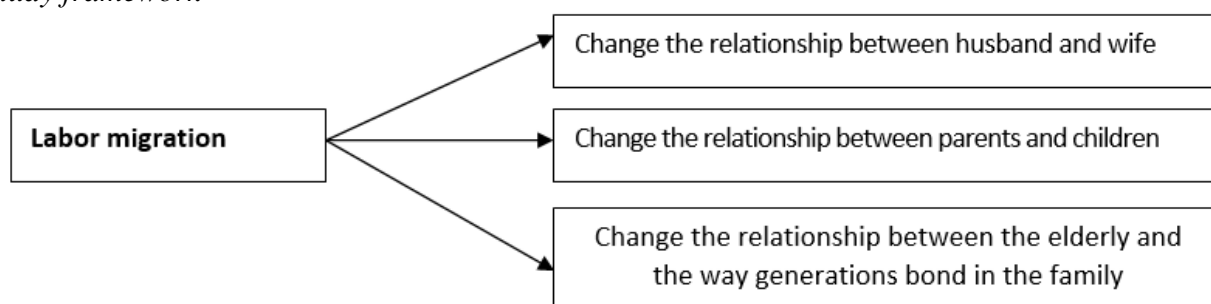 framework
Change the relationship between husband and wife
Labor migration
Change the relationship between parents and children
Change the relationship between the elderly and
the way generations bond in the family